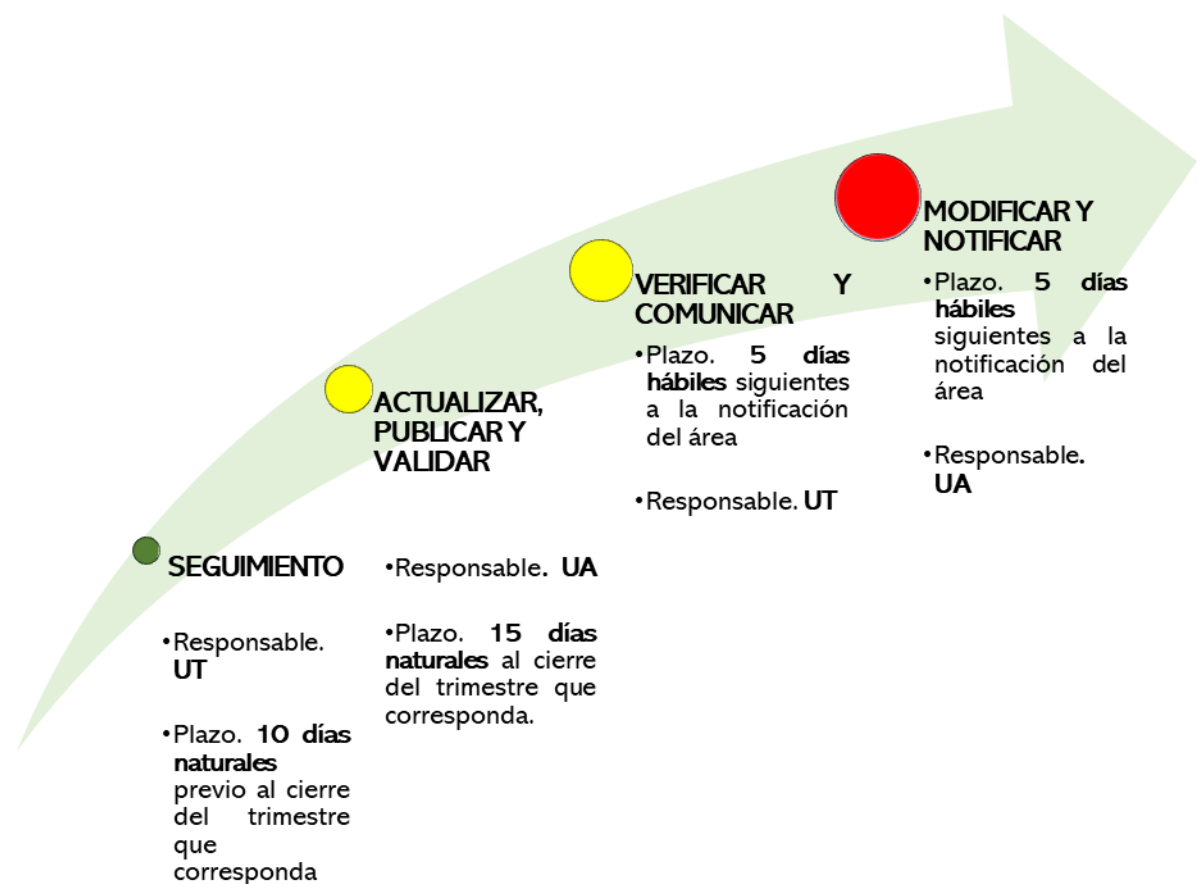 SEGUIMIENTO
•Responsable.
UT
•Plazo. 10 días
naturales
previo al cierre
del trimestre
que
corresponda
ACTUALIZAR,
PUBLICAR Y
VALIDAR
•Responsable. UA
•Plazo. 15 días
naturales al cierre
del trimestre que
corresponda.
VERIFICAR Y
COMUNICAR
•Plazo. 5 días
hábiles siguientes
a la notificación
del área
•Responsable. UT
MODIFICAR Y
NOTIFICAR
•Plazo. 5 días
hábiles
siguientes a la
notificación del
área
•Responsable.
UA